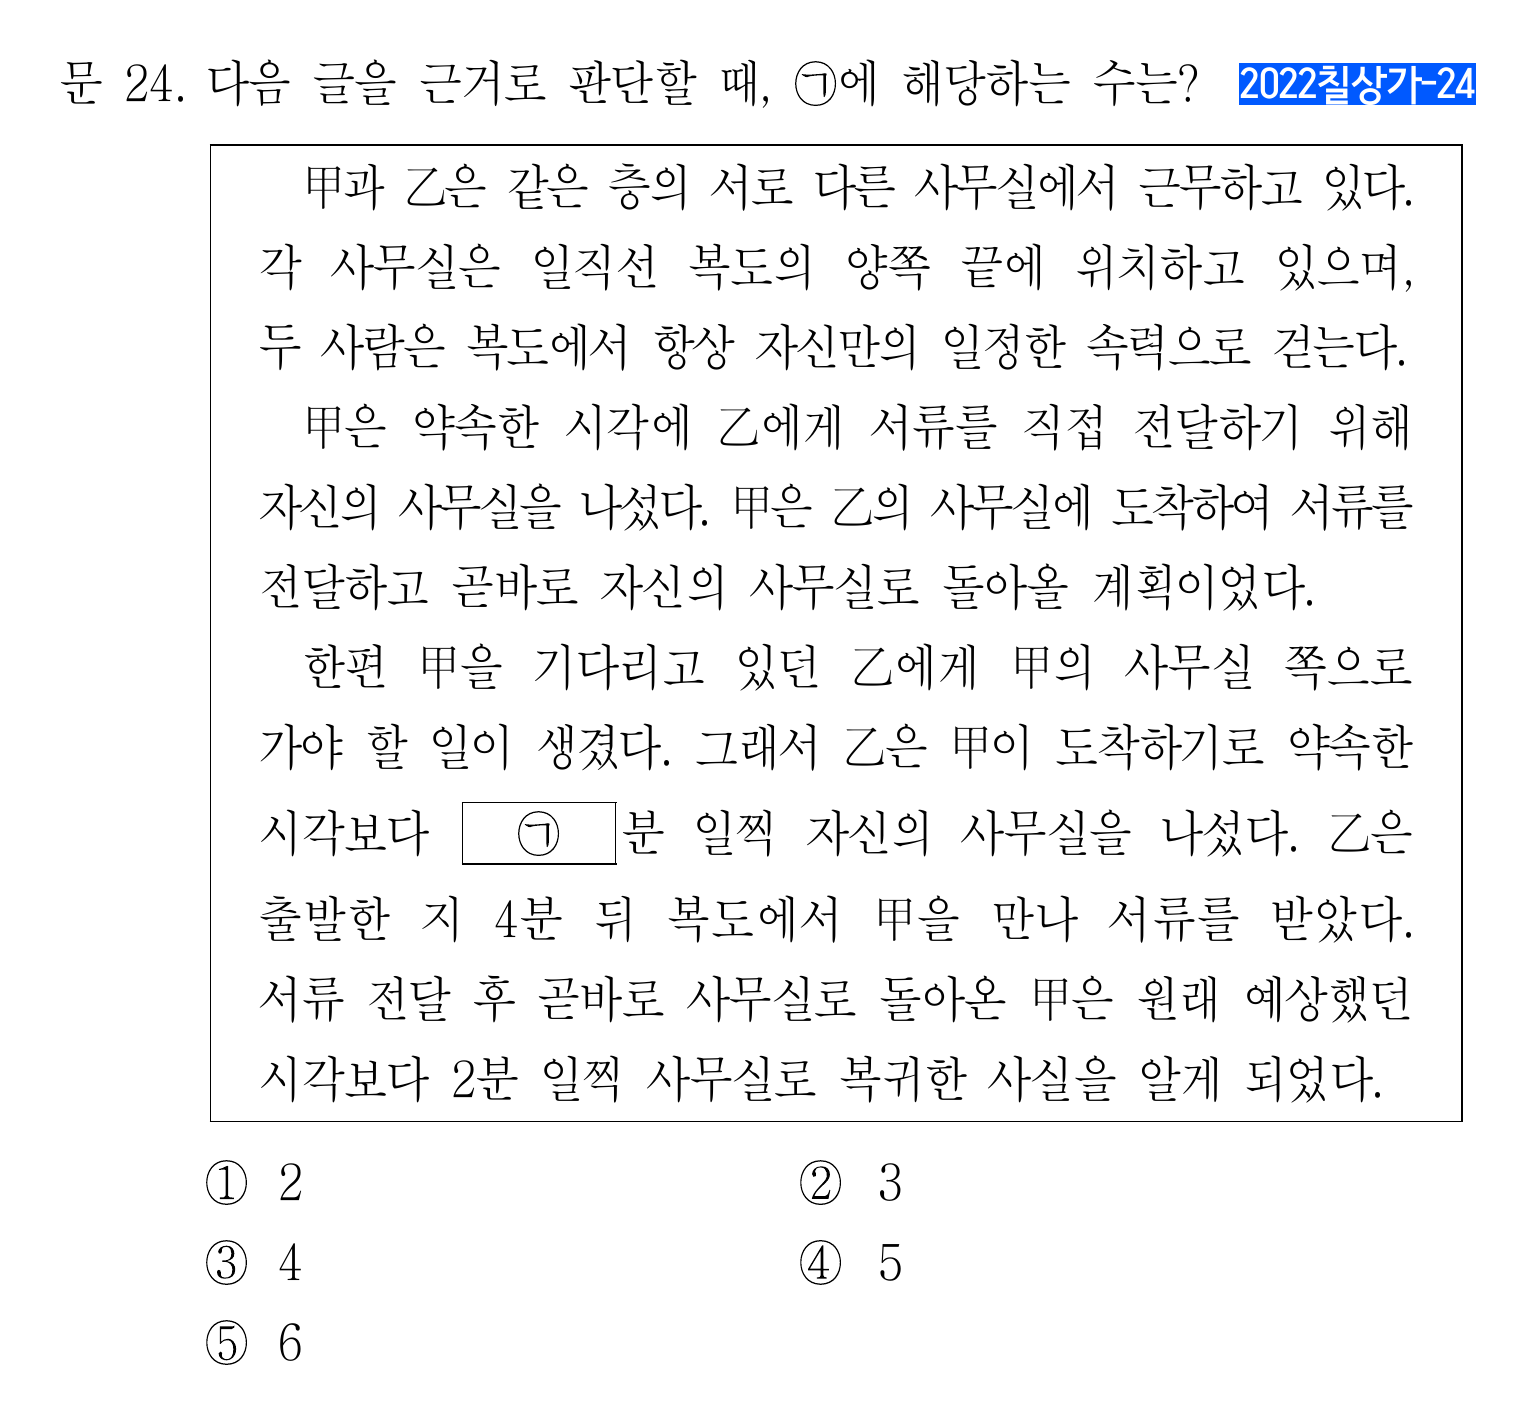 문 24. 다음 글을 근거로 판단할 때, ㉠에 해당하는 수는? 2022칠상가-24
甲과 乙은 같은 층의 서로 다른 사무실에서 근무하고 있다.
각 사무실은 일직선 복도의 양쪽 끝에 위치하고 있으며,
두 사람은 복도에서 항상 자신만의 일정한 속력으로 걷는다.
甲은 약속한 시각에 乙에게 서류를 직접 전달하기 위해
자신의 사무실을 나섰다. 甲은 乙의 사무실에 도착하여 서류를
전달하고 곧바로 자신의 사무실로 돌아올 계획이었다.
한편 甲을 기다리고 있던 乙에게 甲의 사무실 쪽으로
가야 할 일이 생겼다. 그래서 乙은 甲이 도착하기로 약속한
시각보다 ㉠ 분 일찍 자신의 사무실을 나섰다. 乙은
출발한 지 4분 뒤 복도에서 甲을 만나 서류를 받았다.
서류 전달 후 곧바로 사무실로 돌아온 甲은 원래 예상했던
시각보다 2분 일찍 사무실로 복귀한 사실을 알게 되었다.
① 2 ② 3
③ 4 ④ 5
⑤ 6